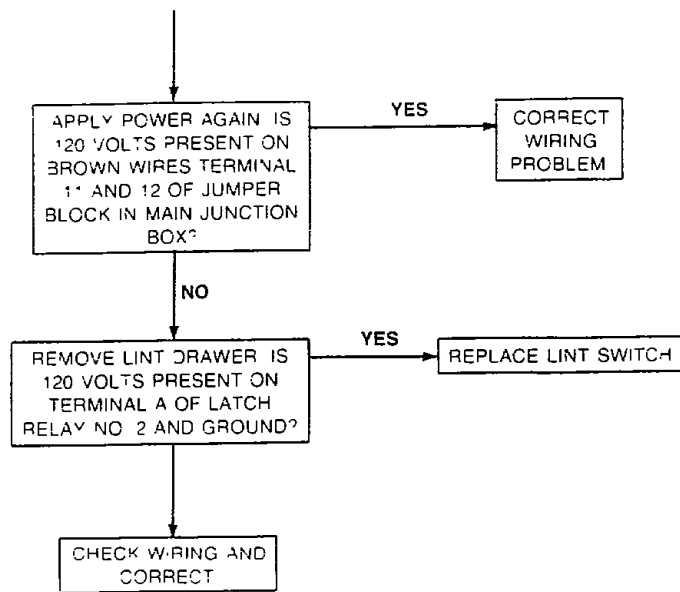 APPLY POWER AGAIN. IS
120 VOLTS PRESENT ON
BROWN WIRES TERMINAL
11 AND 12 OF JUMPER
BLOCK IN MAIN JUNCTION
BOX?
YES
CORRECT
WIRING
PROBLEM
NO
REMOVE LINT DRAWER. IS
120 VOLTS PRESENT ON
TERMINAL A OF LATCH
RELAY NO. 2 AND GROUND?
YES
REPLACE LINT SWITCH
CHECK WIRING AND
CORRECT